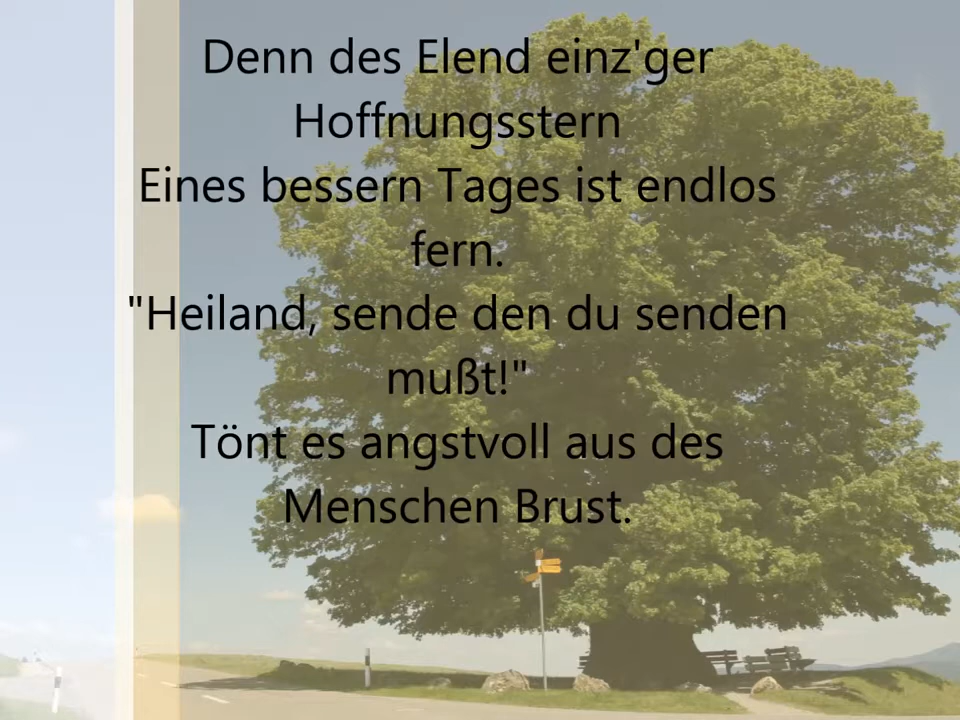 Denn des Elend einz'ger
Hoffnungsstern
Eines bessern Tages ist endlos
fern.
"Heiland, sende den du senden
mußt!"
Tönt es angstvoll aus des
Menschen Brust.